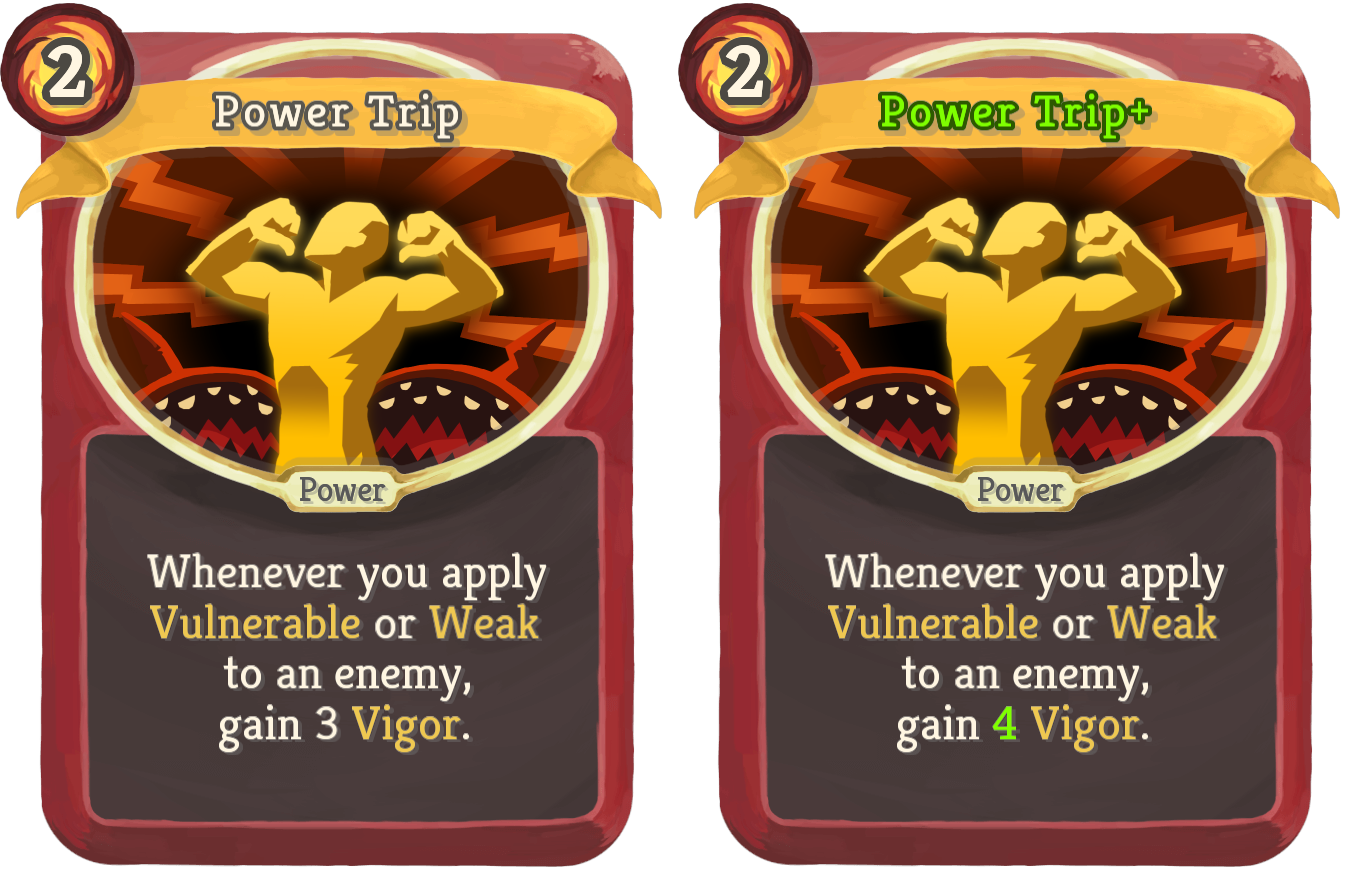 2
Power Trip
Power
Whenever you apply
Vulnerable or Weak
to an enemy,
gain 3 Vigor.
2
Power Trip+
Power
Whenever you apply
Vulnerable or Weak
to an enemy,
gain 4 Vigor.